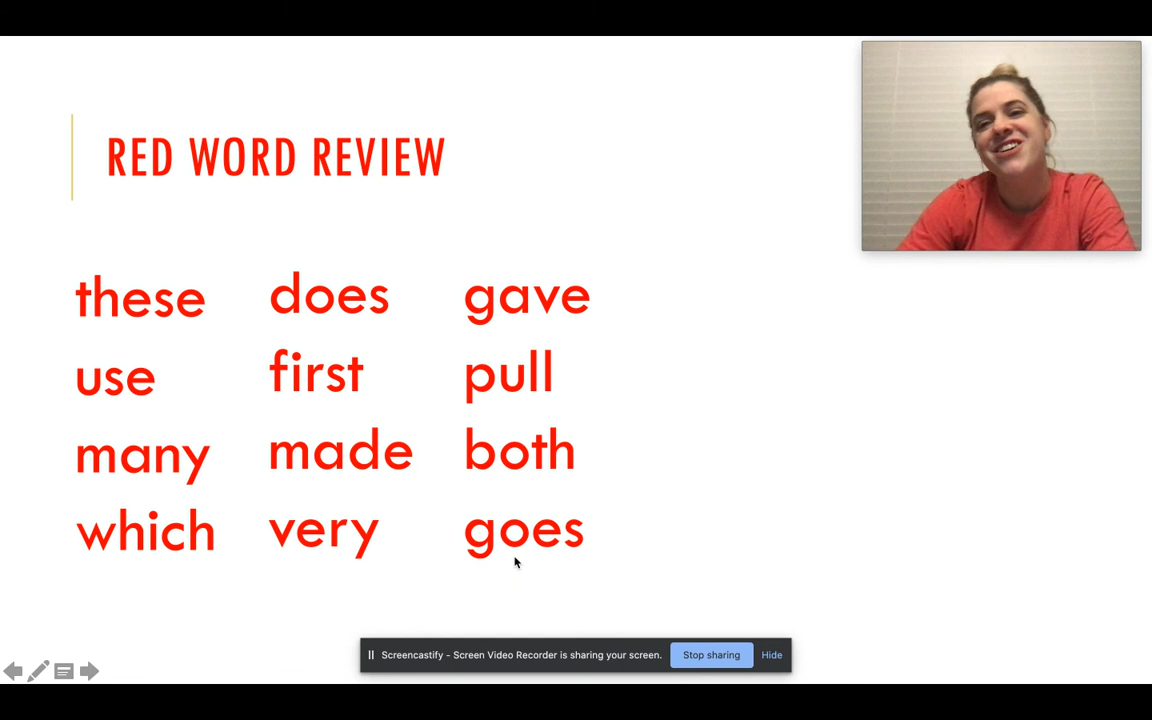 RED WORD REVIEW
these does gave
use first pull
many made both
which very goes
Screencastify - Screen Video Recorder is sharing your screen. Stop sharing Hide